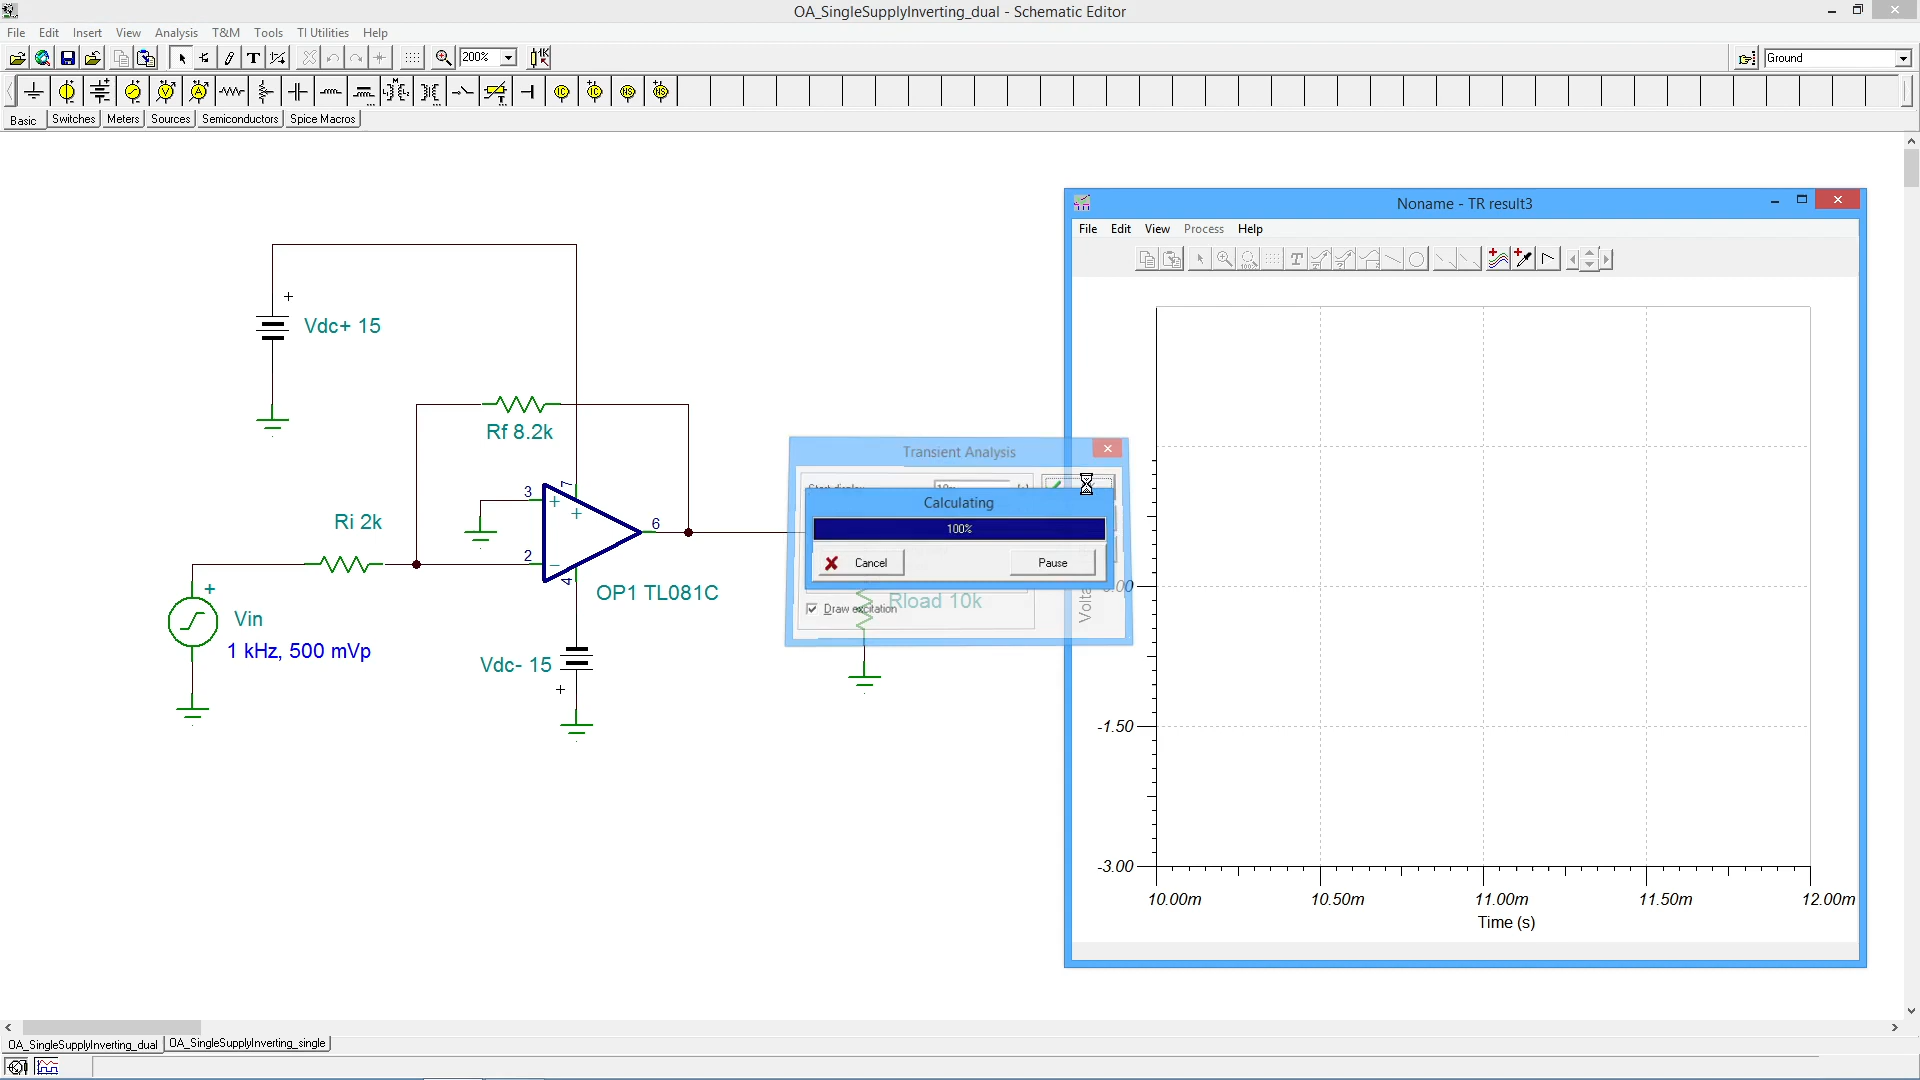 OA_SingleSupplyInverting_dual - Schematic Editor
File Edit Insert View Analysis T&M Tools TI Utilities Help
200%
Ground
Basic Switches Meters Sources Semiconductors Spice Macros
Noname - TR result3
File Edit View Process Help
+
Vdc+ 15
Rf 8.2k
Transient Analysis
Calculating
100%
Cancel Pause
Draw excitation
Rload 10k
3
7
6
2
4
Ri 2k
OP1 TL081C
+
Vin
1 kHz, 500 mVp
Vdc- 15
+
-1.50
-3.00
10.00m 10.50m 11.00m 11.50m 12.00m
Time (s)
OA_SingleSupplyInverting_dual OA_SingleSupplyInverting_single